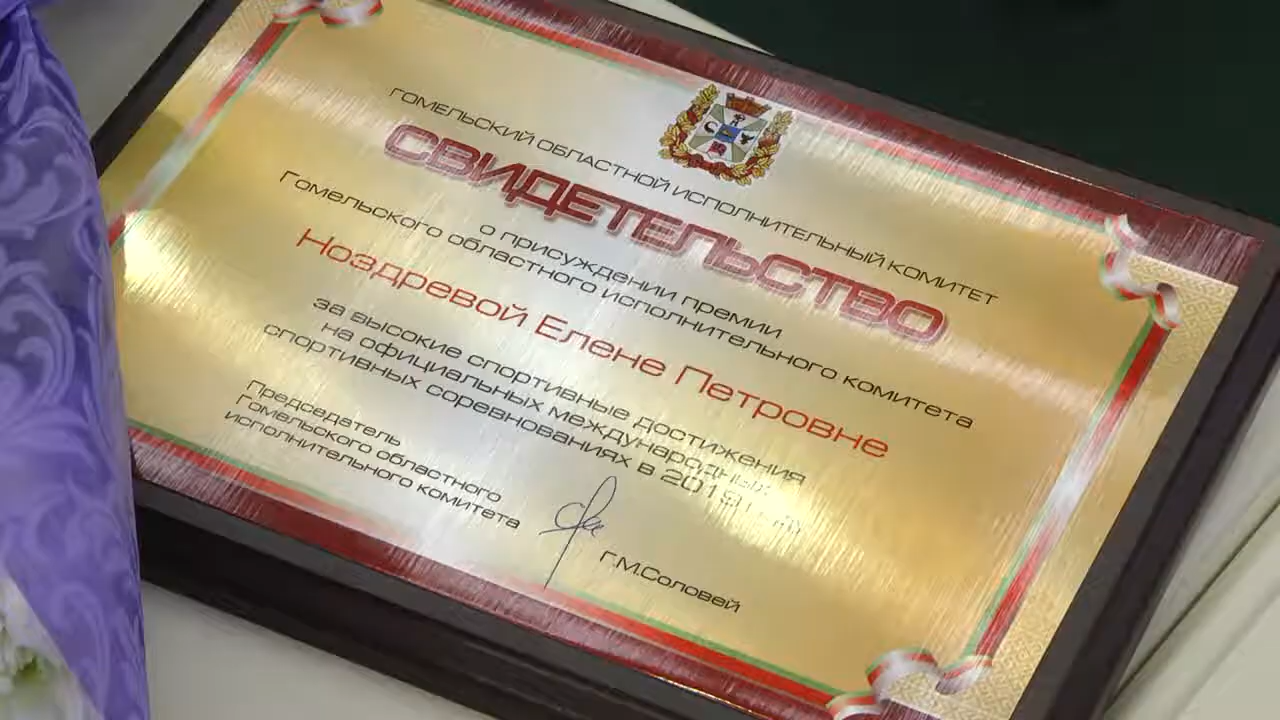 ГОМЕЛЬСКИЙ ОБЛАСТНОЙ ИСПОЛНИТЕЛЬНЫЙ КОМИТЕТ
СВИДЕТЕЛЬСТВО
о присуждении премии
Гомельского областного исполнительного комитета
Ноздревой Елене Петровне
за высокие спортивные достижения
на официальных международных
спортивных соревнованиях в 2019
Председатель
Гомельского областного
исполнительного комитета
Г.М.Соловей